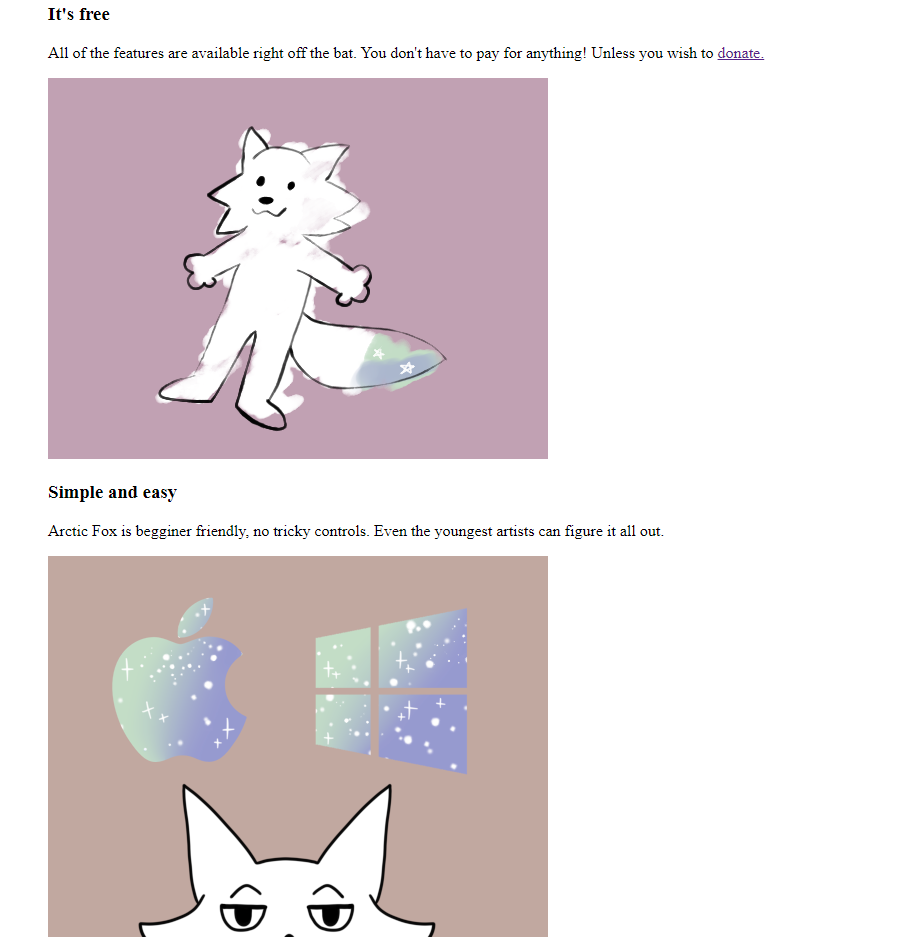 It's free
All of the features are available right off the bat. You don't have to pay for anything! Unless you wish to donate.
Simple and easy
Arctic Fox is begginer friendly, no tricky controls. Even the youngest artists can figure it all out.